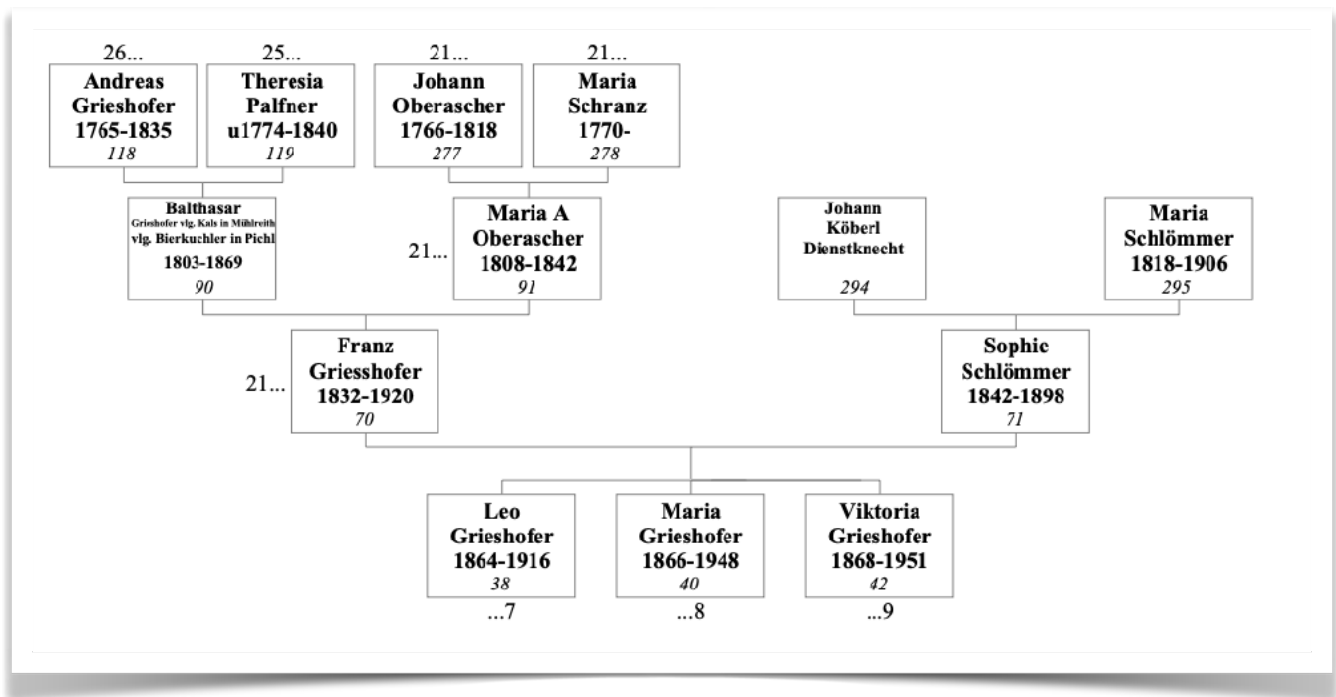 26...
25...
21...
21...
Andreas
Grieshofer
1765-1835
118
Theresia
Palfner
u1774-1840
119
Johann
Oberascher
1766-1818
277
Maria
Schranz
1770-
278
Balthasar
Grieshofer vlg. Kals in Mühlreith
vlg. Bierkuchler in Pichl
1803-1869
90
21...
Maria A
Oberascher
1808-1842
91
Johann
Köberl
Dienstknecht
294
Maria
Schlömmer
1818-1906
295
21...
Franz
Griesshofer
1832-1920
70
Sophie
Schlömmer
1842-1898
71
Leo
Grieshofer
1864-1916
38
...7
Maria
Grieshofer
1866-1948
40
...8
Viktoria
Grieshofer
1868-1951
42
...9